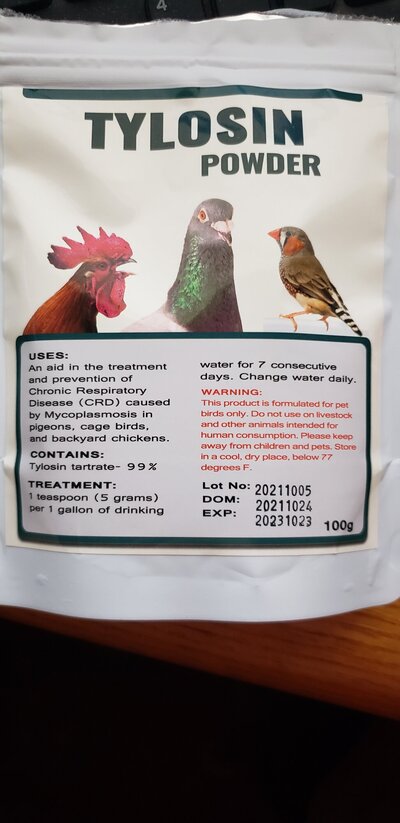 4
TYLOSIN
POWDER
USES:
An aid in the treatment
and prevention of
Chronic Respiratory
Disease (CRD) caused
by Mycoplasmosis in
pigeons, cage birds,
and backyard chickens.
CONTAINS:
Tylosin tartrate- 99%
TREATMENT:
1 teaspoon (5 grams)
per 1 gallon of drinking
water for 7 consecutive
days. Change water daily.
WARNING:
This product is formulated for pet
birds only. Do not use on livestock
and other animals intended for
human consumption. Please keep
away from children and pets. Store
in a cool, dry place, below 77
degrees F.
Lot No: 20211005
DOM: 20211024
EXP: 20231023
100g